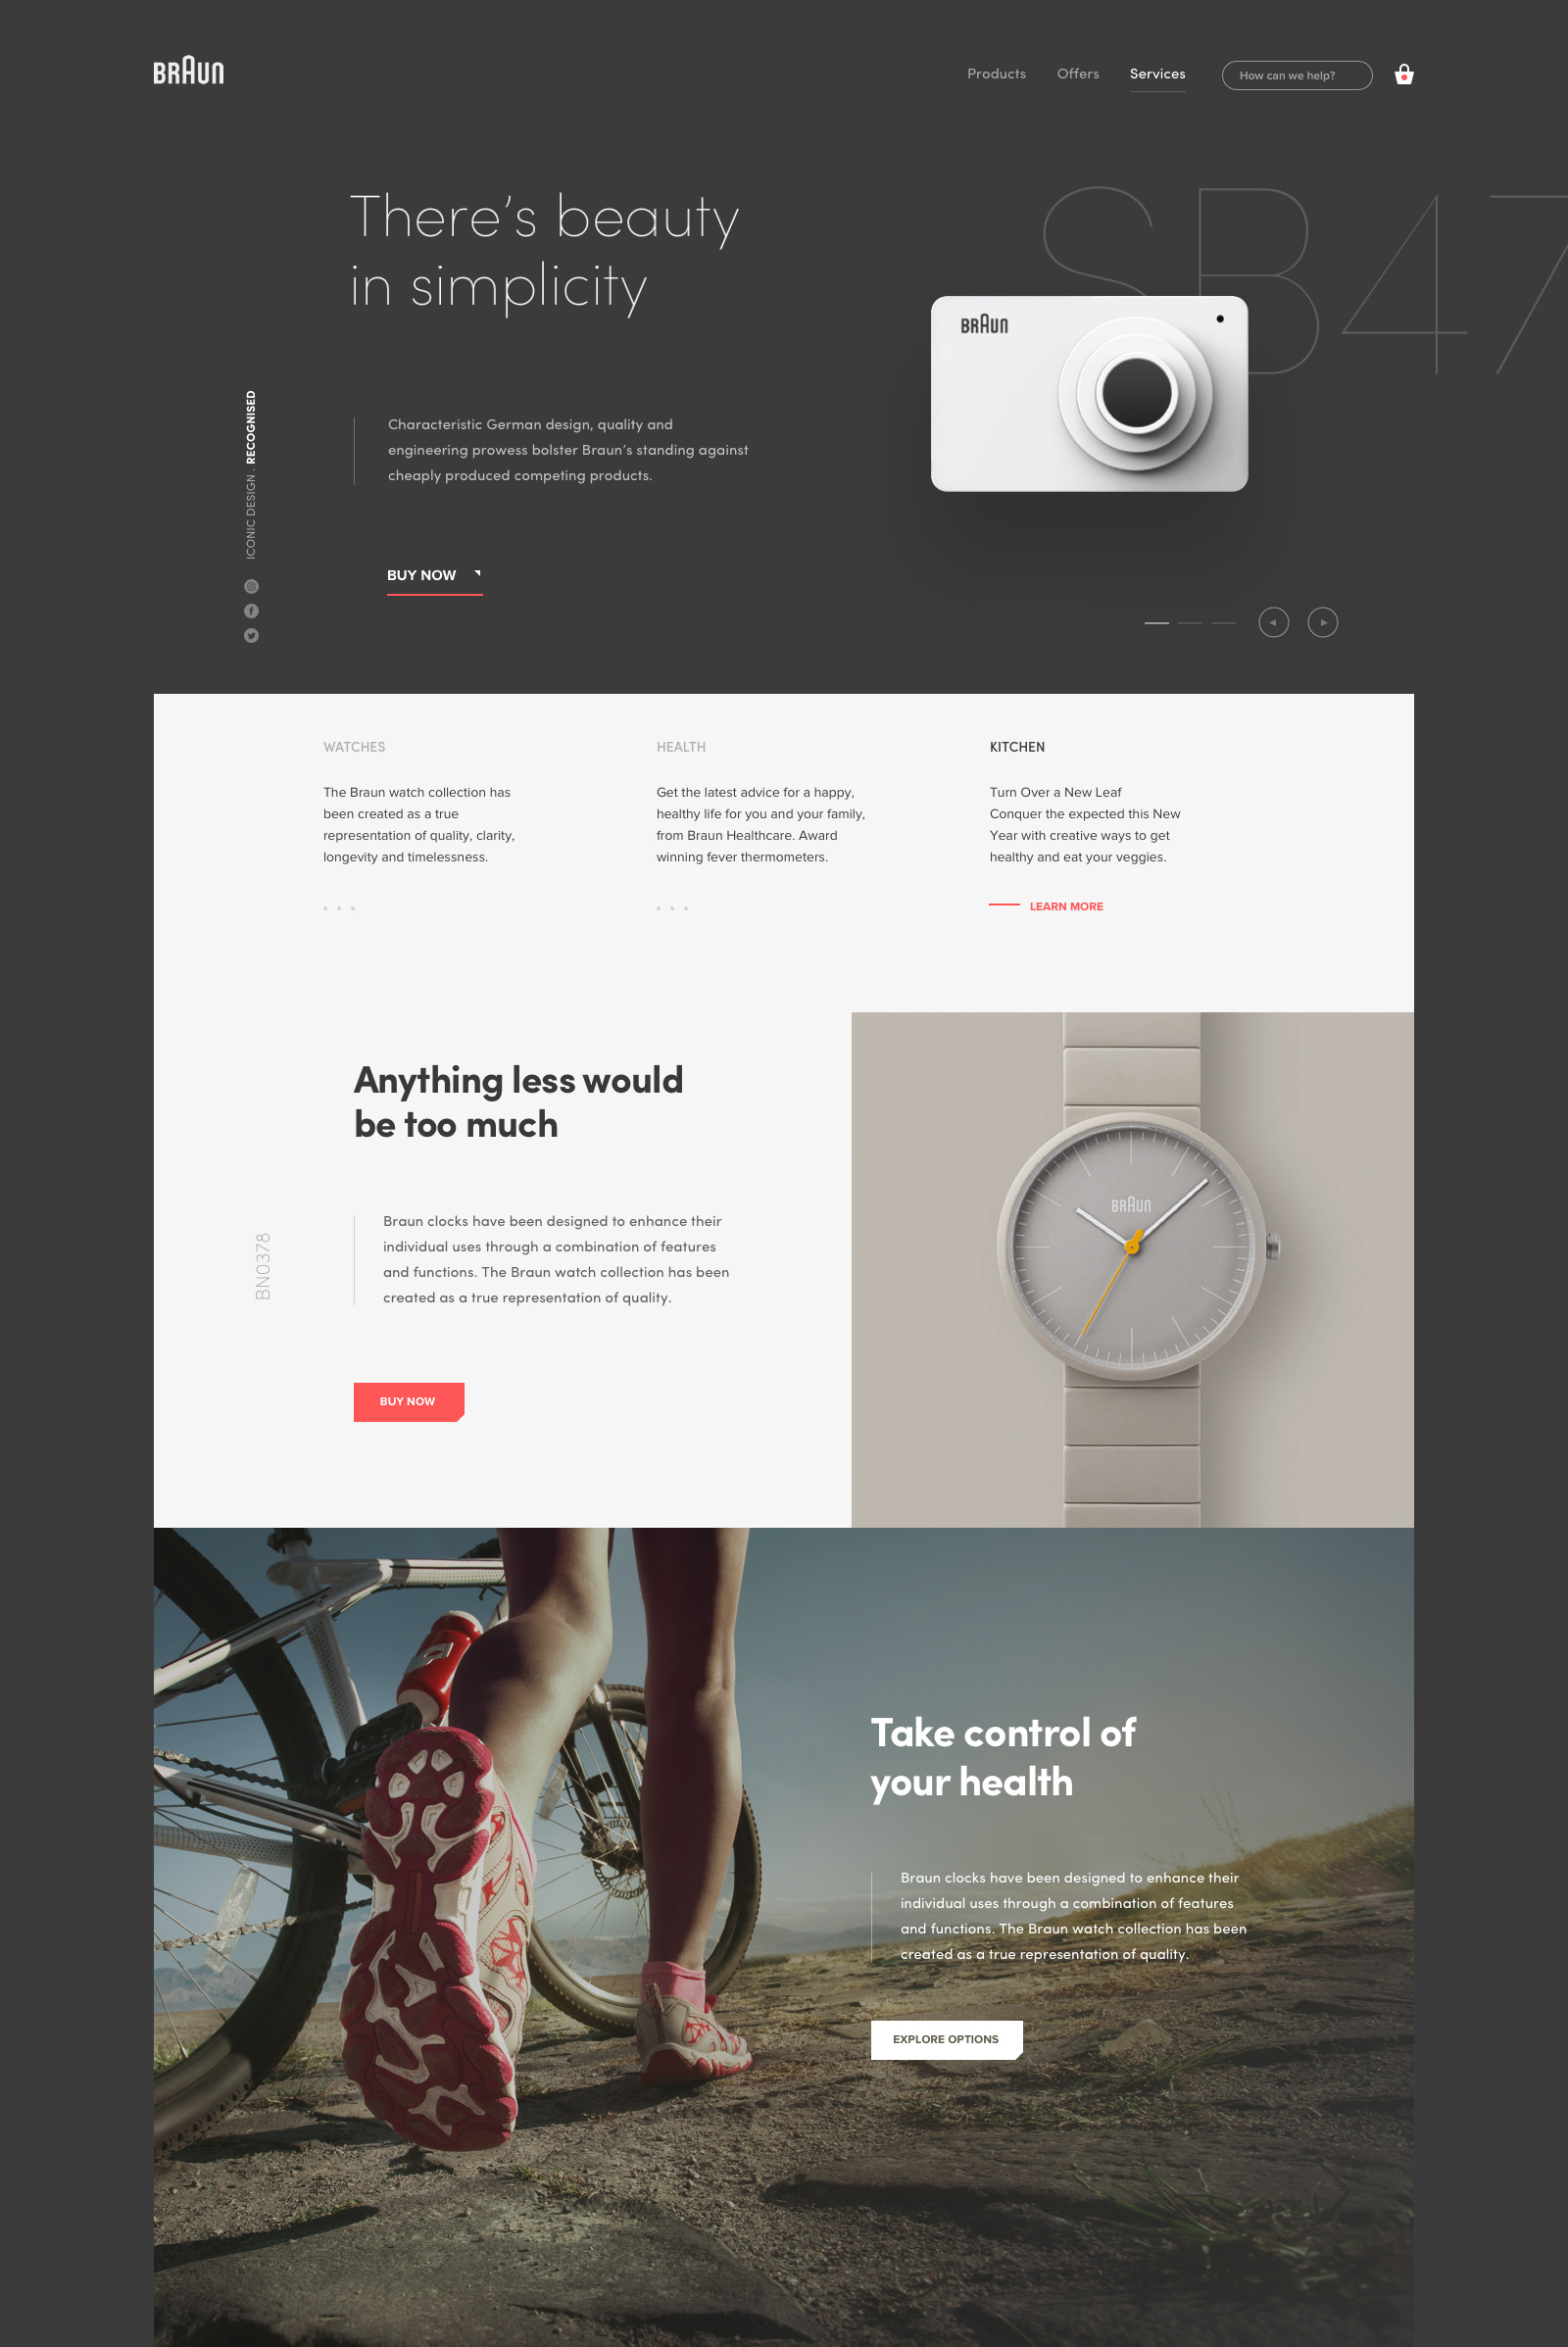 BRAUN
Products
Offers
Services
How can we help?
There's beauty
in simplicity
SB47
BRAUN
ICONIC DESIGN . RECOGNISED
Characteristic German design, quality and
engineering prowess bolster Braun's standing against
cheaply produced competing products.
BUY NOW
WATCHES
The Braun watch collection has
been created as a true
representation of quality, clarity,
longevity and timelessness.
HEALTH
Get the latest advice for a happy,
healthy life for you and your family,
from Braun Healthcare. Award
winning fever thermometers.
KITCHEN
Turn Over a New Leaf
Conquer the expected this New
Year with creative ways to get
healthy and eat your veggies.
LEARN MORE
Anything less would
be too much
BN0378
Braun clocks have been designed to enhance their
individual uses through a combination of features
and functions. The Braun watch collection has been
created as a true representation of quality.
BUY NOW
BRAUN
Take control of
your health
Braun clocks have been designed to enhance their
individual uses through a combination of features
and functions. The Braun watch collection has been
created as a true representation of quality.
EXPLORE OPTIONS